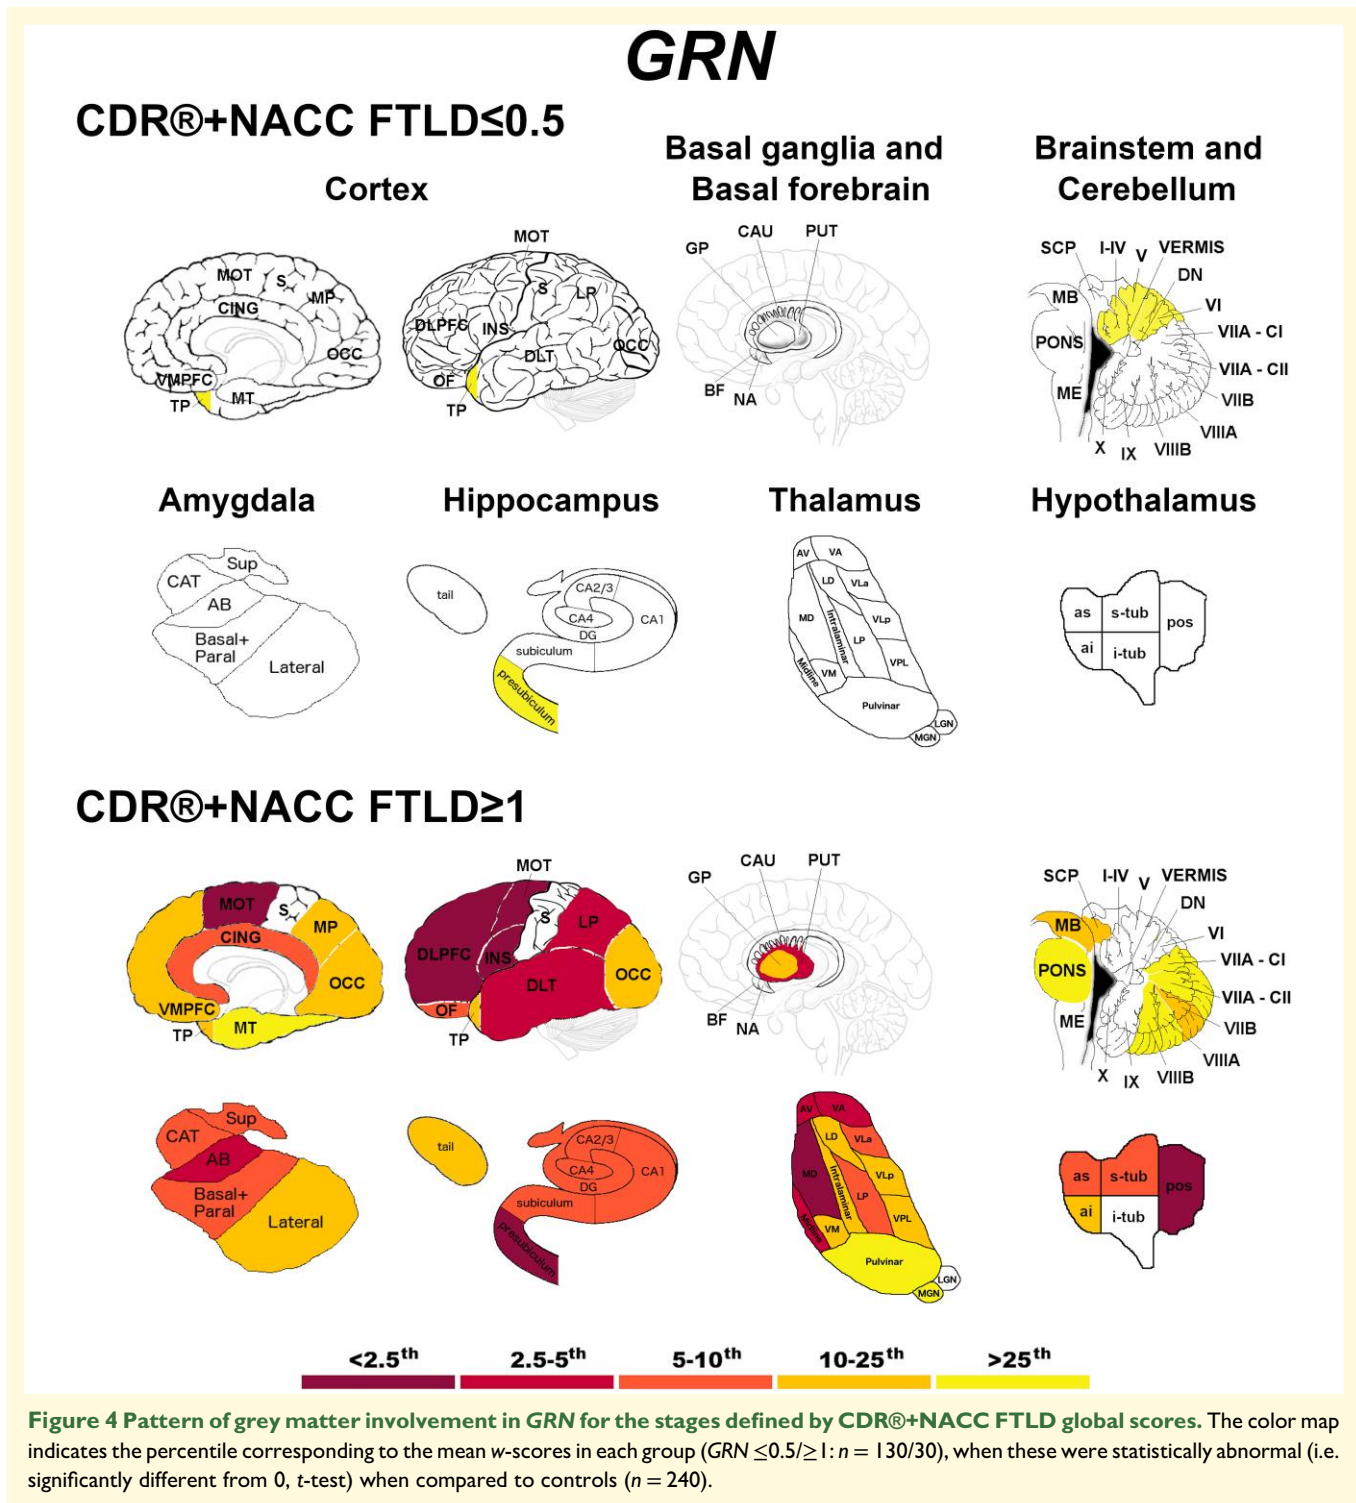 GRN
CDR®+NACC FTLD≤0.5
Cortex
Basal ganglia and
Basal forebrain
Brainstem and
Cerebellum
MOT
S
MP
CING
OCC
VMPFC
TP
MT
MOT
S
LP
DLPFC
INS
OCC
DLT
OF
TP
GP
CAU
PUT
BF
NA
SCP
I-IV
V
VERMIS
DN
MB
VI
PONS
VIIA - CI
VIIA - CII
ME
VIIB
VIIIA
X
IX
VIIIB
Amygdala
Hippocampus
Thalamus
Hypothalamus
Sup
CAT
AB
Basal+
Paral
Lateral
tail
CA2/3
CA4
CA1
DG
subiculum
presubiculum
AV
VA
LD
VLa
MD
Intralaminar
VLp
LP
VPL
Midline
VM
Pulvinar
LGN
MGN
as
s-tub
pos
ai
i-tub
CDR®+NACC FTLD≥1
MOT
S
MP
CING
OCC
VMPFC
TP
MT
MOT
S
LP
DLPFC
INS
OCC
DLT
OF
TP
GP
CAU
PUT
BF
NA
SCP
I-IV
V
VERMIS
DN
MB
VI
PONS
VIIA - CI
VIIA - CII
ME
VIIB
VIIIA
X
IX
VIIIB
Sup
CAT
AB
Basal+
Paral
Lateral
tail
CA2/3
CA4
CA1
DG
subiculum
presubiculum
AV
VA
LD
VLa
MD
Intralaminar
VLp
LP
VPL
Midline
VM
Pulvinar
LGN
MGN
as
s-tub
pos
ai
i-tub
<2.5th 2.5-5th 5-10th 10-25th >25th
Figure 4 Pattern of grey matter involvement in GRN for the stages defined by CDR®+NACC FTLD global scores. The color map
indicates the percentile corresponding to the mean w-scores in each group (GRN ≤0.5/≥1: n = 130/30), when these were statistically abnormal (i.e.
significantly different from 0, t-test) when compared to controls (n = 240).